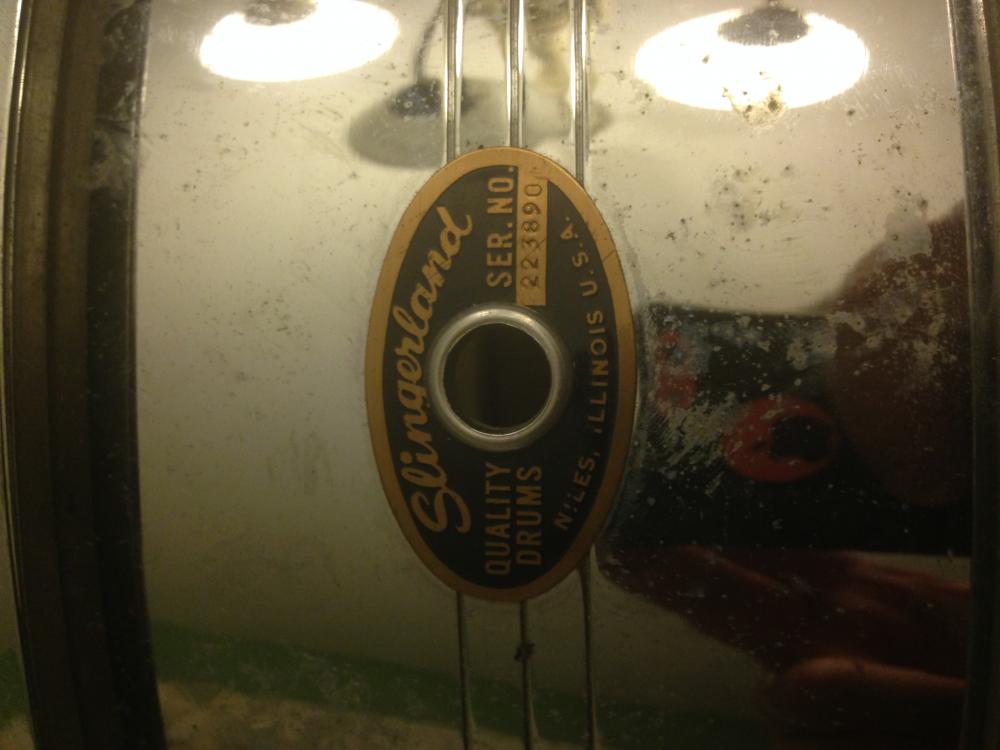 Slingerland
QUALITY SER. NO.
DRUMS 223890
NILES, ILLINOIS U.S.A.